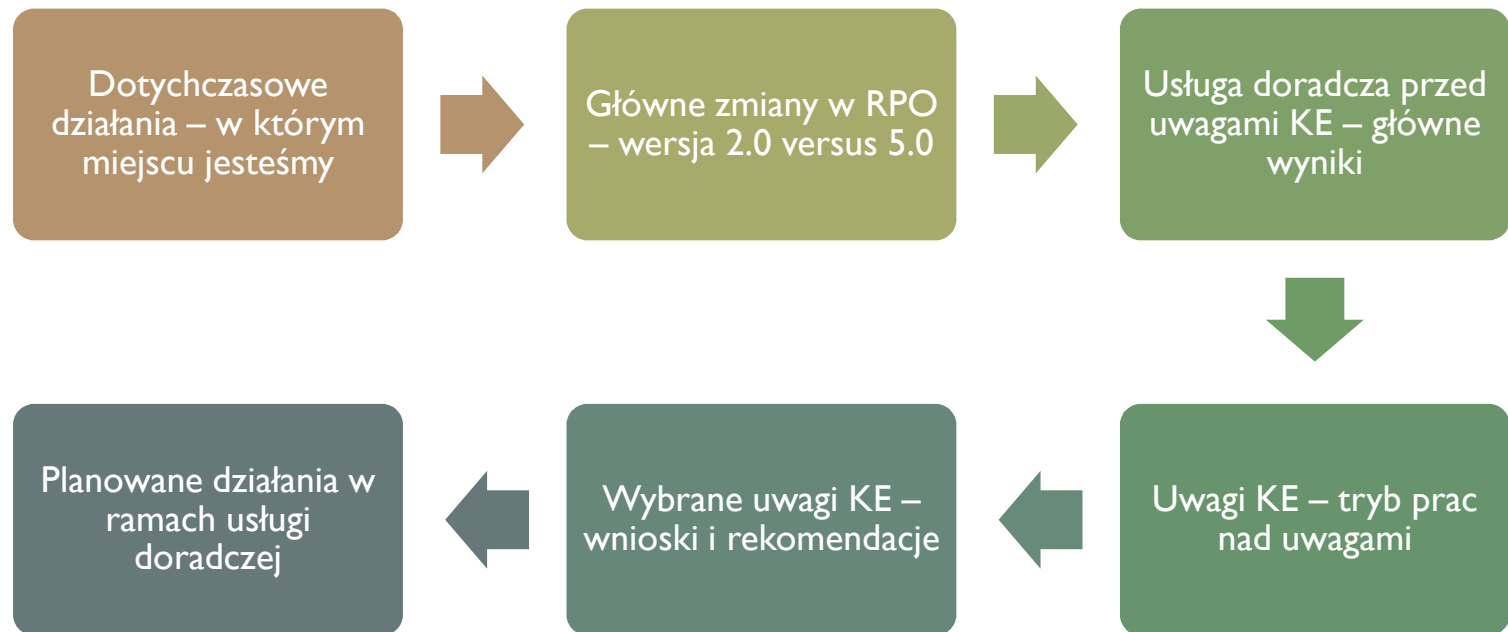 Dotychczasowe
działania – w którym
miejscu jesteśmy
Główne zmiany w RPO
– wersja 2.0 versus 5.0
Usługa doradcza przed
uwagami KE – główne
wyniki
Uwagi KE – tryb prac
nad uwagami
Wybrane uwagi KE –
wnioski i rekomendacje
Planowane działania w
ramach usługi
doradczej